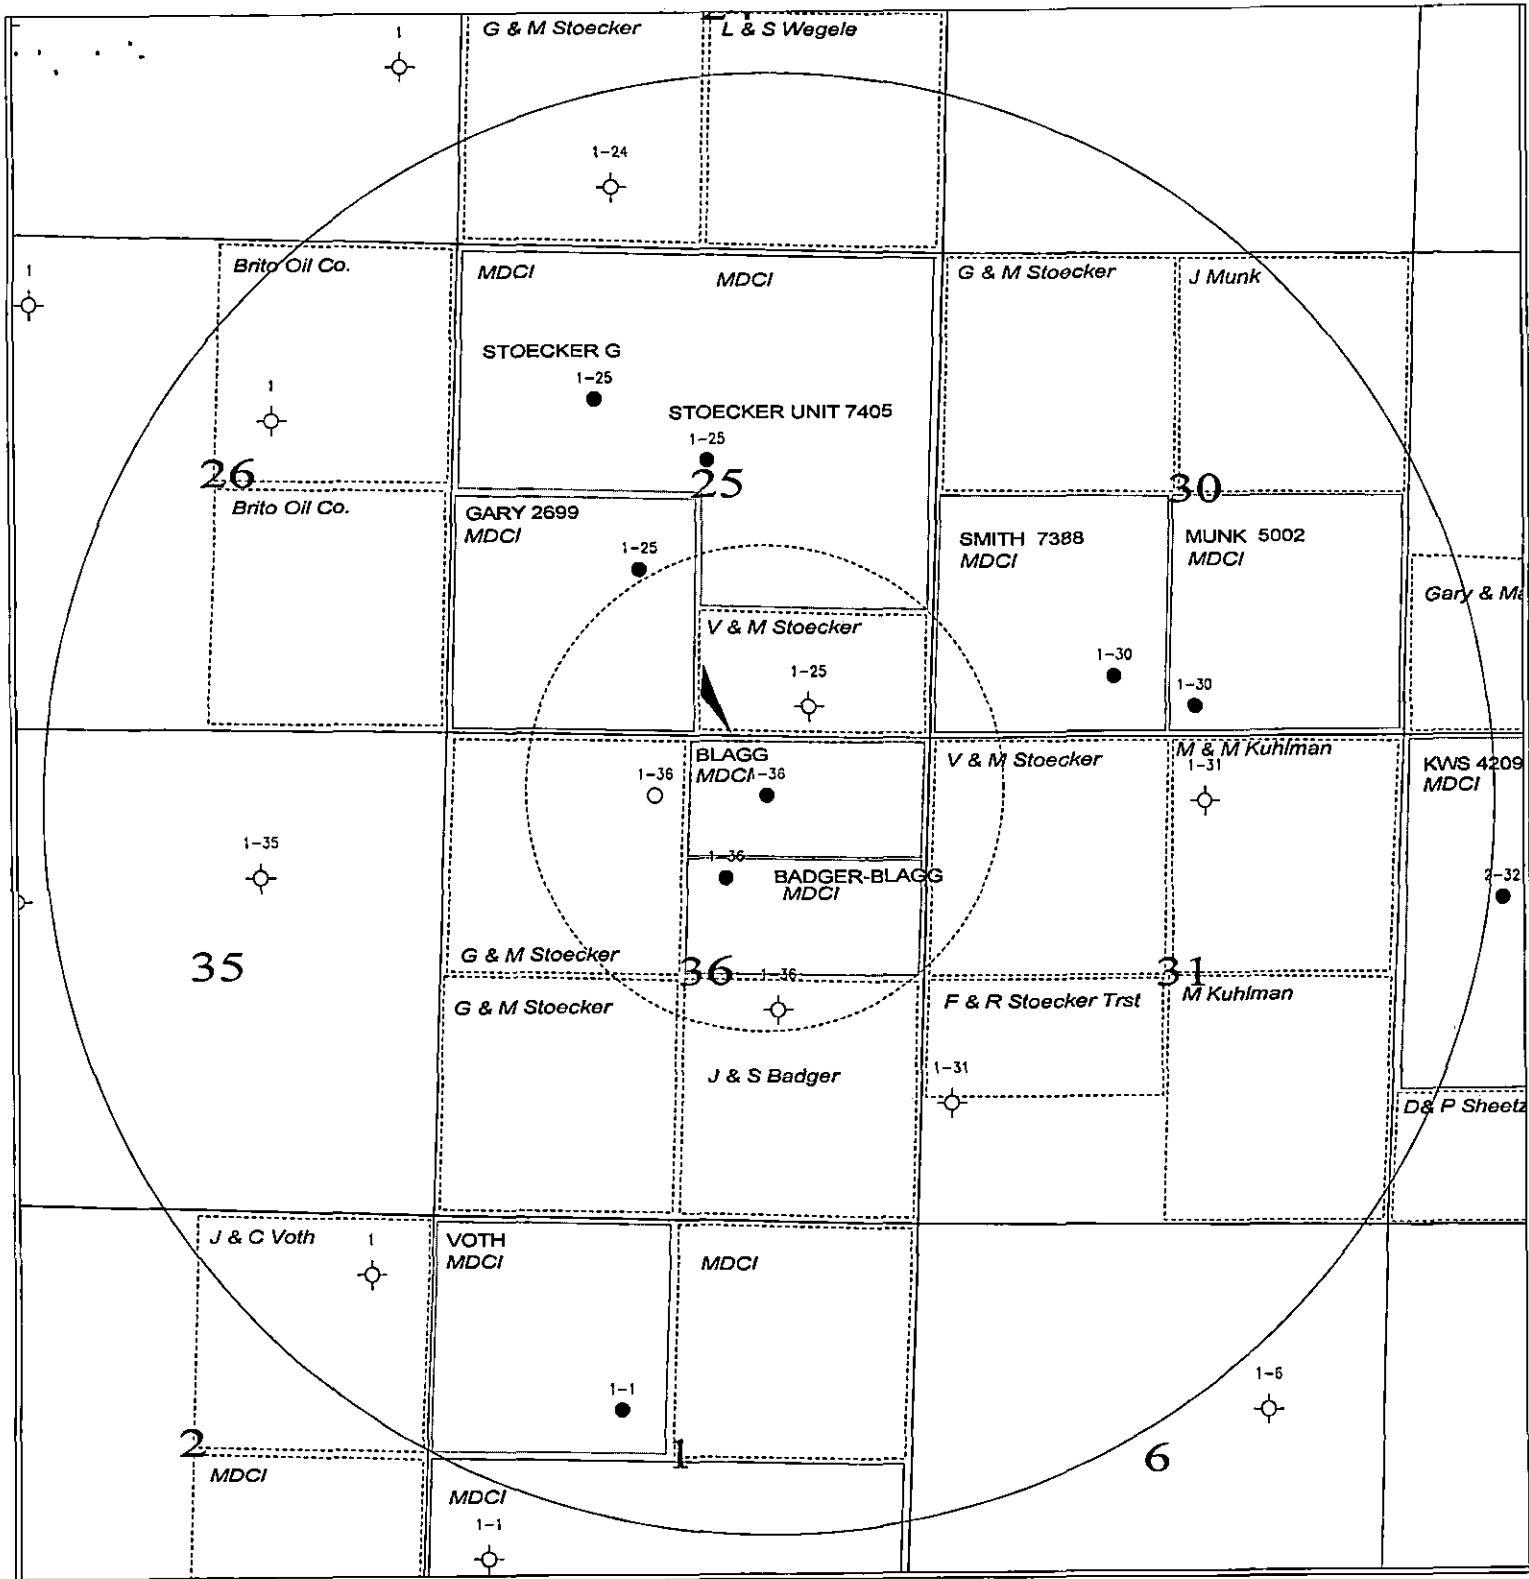 G & M Stoecker
L & S Wegele
1
1-24
Brito Oil Co.
MDCI
MDCI
G & M Stoecker
J Munk
1
STOECKER G
1-25
1
STOECKER UNIT 7405
1-25
26
25
30
Brito Oil Co.
GARY 2699
MDCI
1-25
SMITH 7388
MDCI
MUNK 5002
MDCI
V & M Stoecker
1-25
1-30
1-30
BLAGG
MDCI
1-36
1-36
V & M Stoecker
M & M Kuhlman
1-31
KWS 4209
MDCI
1-35
1-36
BADGER-BLAGG
MDCI
2-32
35
G & M Stoecker
36
1-36
31
G & M Stoecker
F & R Stoecker Trst
M Kuhlman
J & S Badger
1-31
D& P Sheetz
J & C Voth
1
VOTH
MDCI
MDCI
1-1
1-6
2
1
6
MDCI
MDCI
1-1